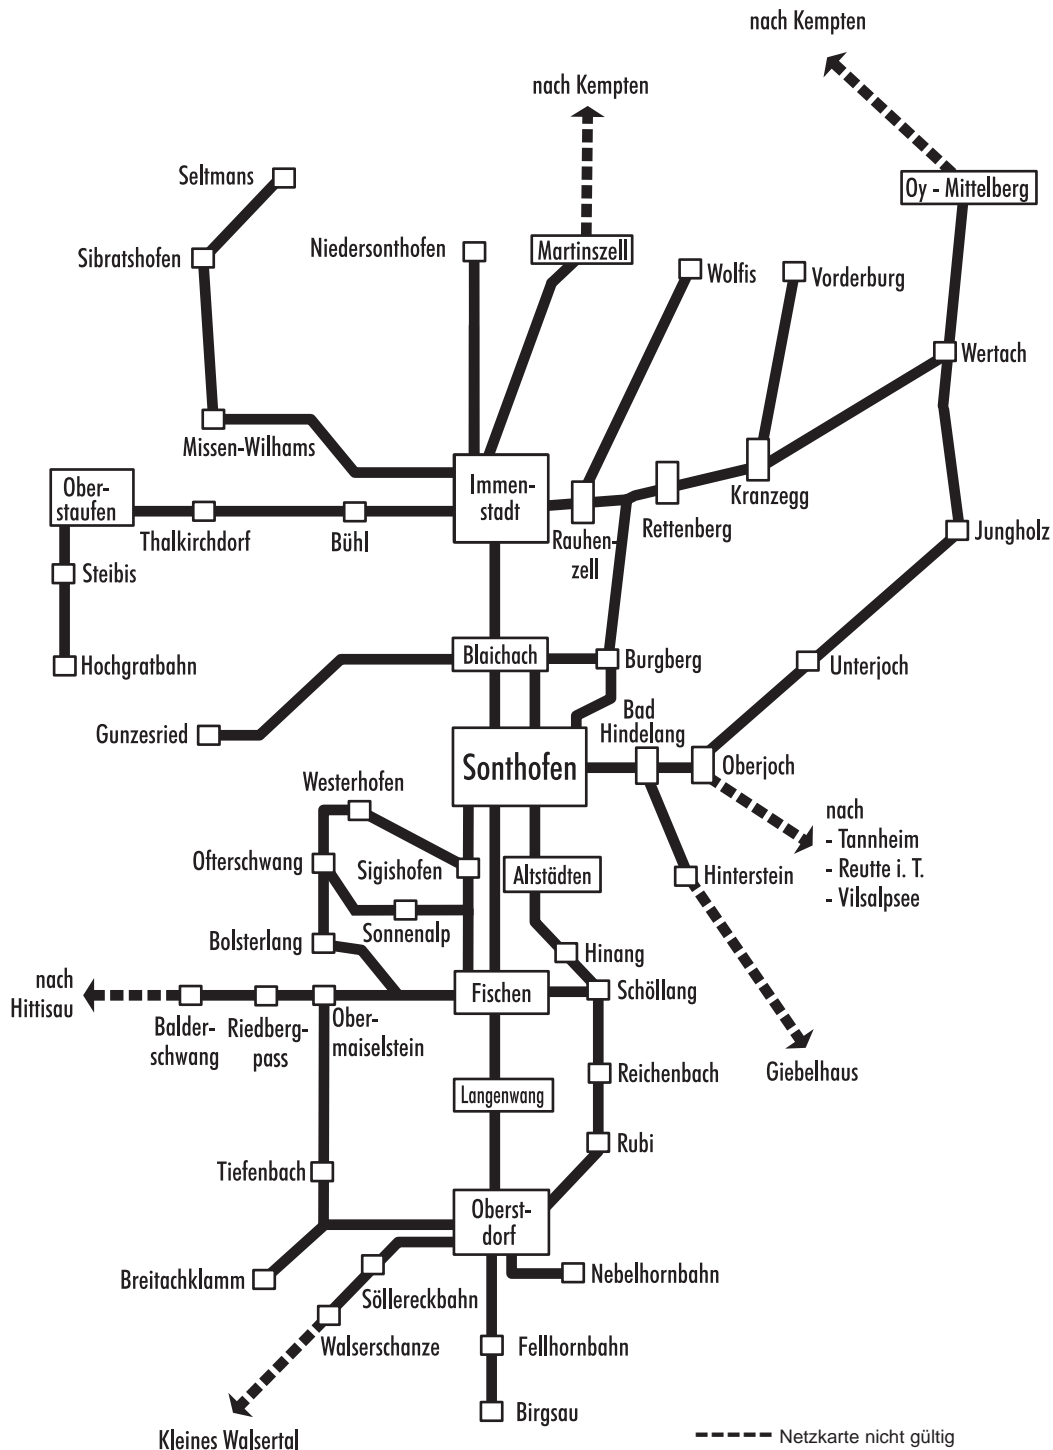 nach Kempten
nach Kempten
Seltmans
Oy - Mittelberg
Niedersonthofen
Martinszell
Sibratshofen
Wolfis
Vorderburg
Wertach
Missen-Wilhams
Ober-
staufen
Immen-
stadt
Kranzegg
Rettenberg
Thalkirchdorf
Bühl
Rauhen-
zell
Jungholz
Steibis
Hochgratbahn
Blaichach
Burgberg
Unterjoch
Gunzesried
Bad
Hindelang
Sonthofen
Oberjoch
Westerhofen
nach
- Tannheim
- Reutte i. T.
- Vilsalpsee
Ofterschwang
Sigishofen
Altstädten
Hinterstein
Sonnenalp
Bolsterlang
Hinang
nach
Hittisau
Fischen
Schöllang
Balder-
schwang
Riedberg-
pass
Ober-
maiselstein
Reichenbach
Giebelhaus
Langenwang
Rubi
Tiefenbach
Oberst-
dorf
Breitachklamm
Nebelhornbahn
Söllereckbahn
Walserschanze
Fellhornbahn
Birgsau
Kleines Walsertal
Netzkarte nicht gültig